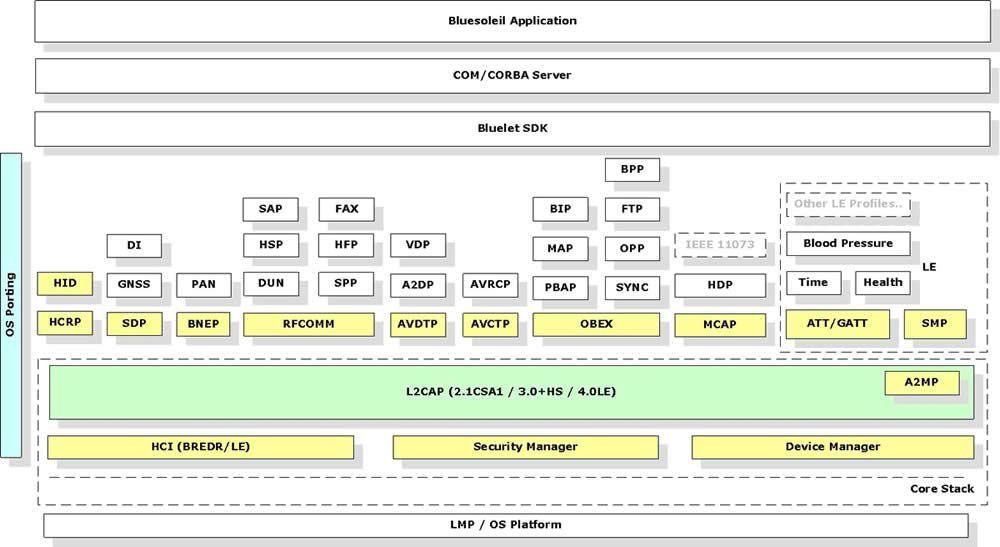 Bluesoleil Application
COM/CORBA Server
Bluelet SDK
OS Porting
BPP
SAP
FAX
BIP
FTP
Other LE Profiles..
DI
HSP
HFP
VDP
MAP
OPP
IEEE 11073
Blood Pressure
LE
HID
GNSS
PAN
DUN
SPP
A2DP
AVRCP
PBAP
SYNC
HDP
Time
Health
HCRP
SDP
BNEP
RFCOMM
AVDTP
AVCTP
OBEX
MCAP
ATT/GATT
SMP
L2CAP (2.1CSA1 / 3.0+HS / 4.0LE)
A2MP
HCI (BREDR/LE)
Security Manager
Device Manager
Core Stack
LMP / OS Platform